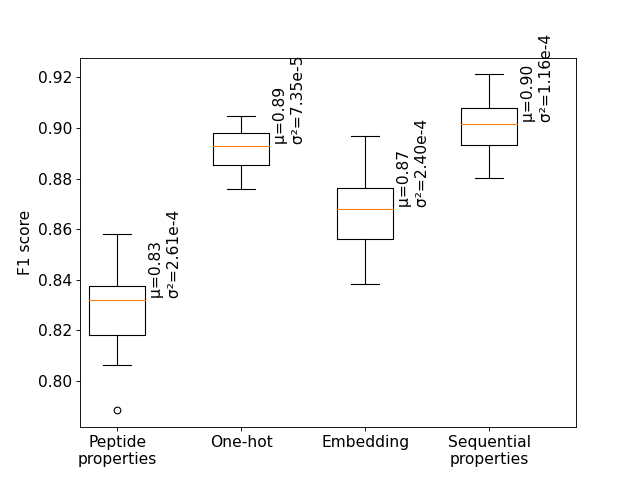 F1 score
0.92
0.90
0.88
0.86
0.84
0.82
0.80
μ=0.83
σ²=2.61e-4
μ=0.89
σ²=7.35e-5
μ=0.87
σ²=2.40e-4
μ=0.90
σ²=1.16e-4
Peptide
properties
One-hot
Embedding
Sequential
properties